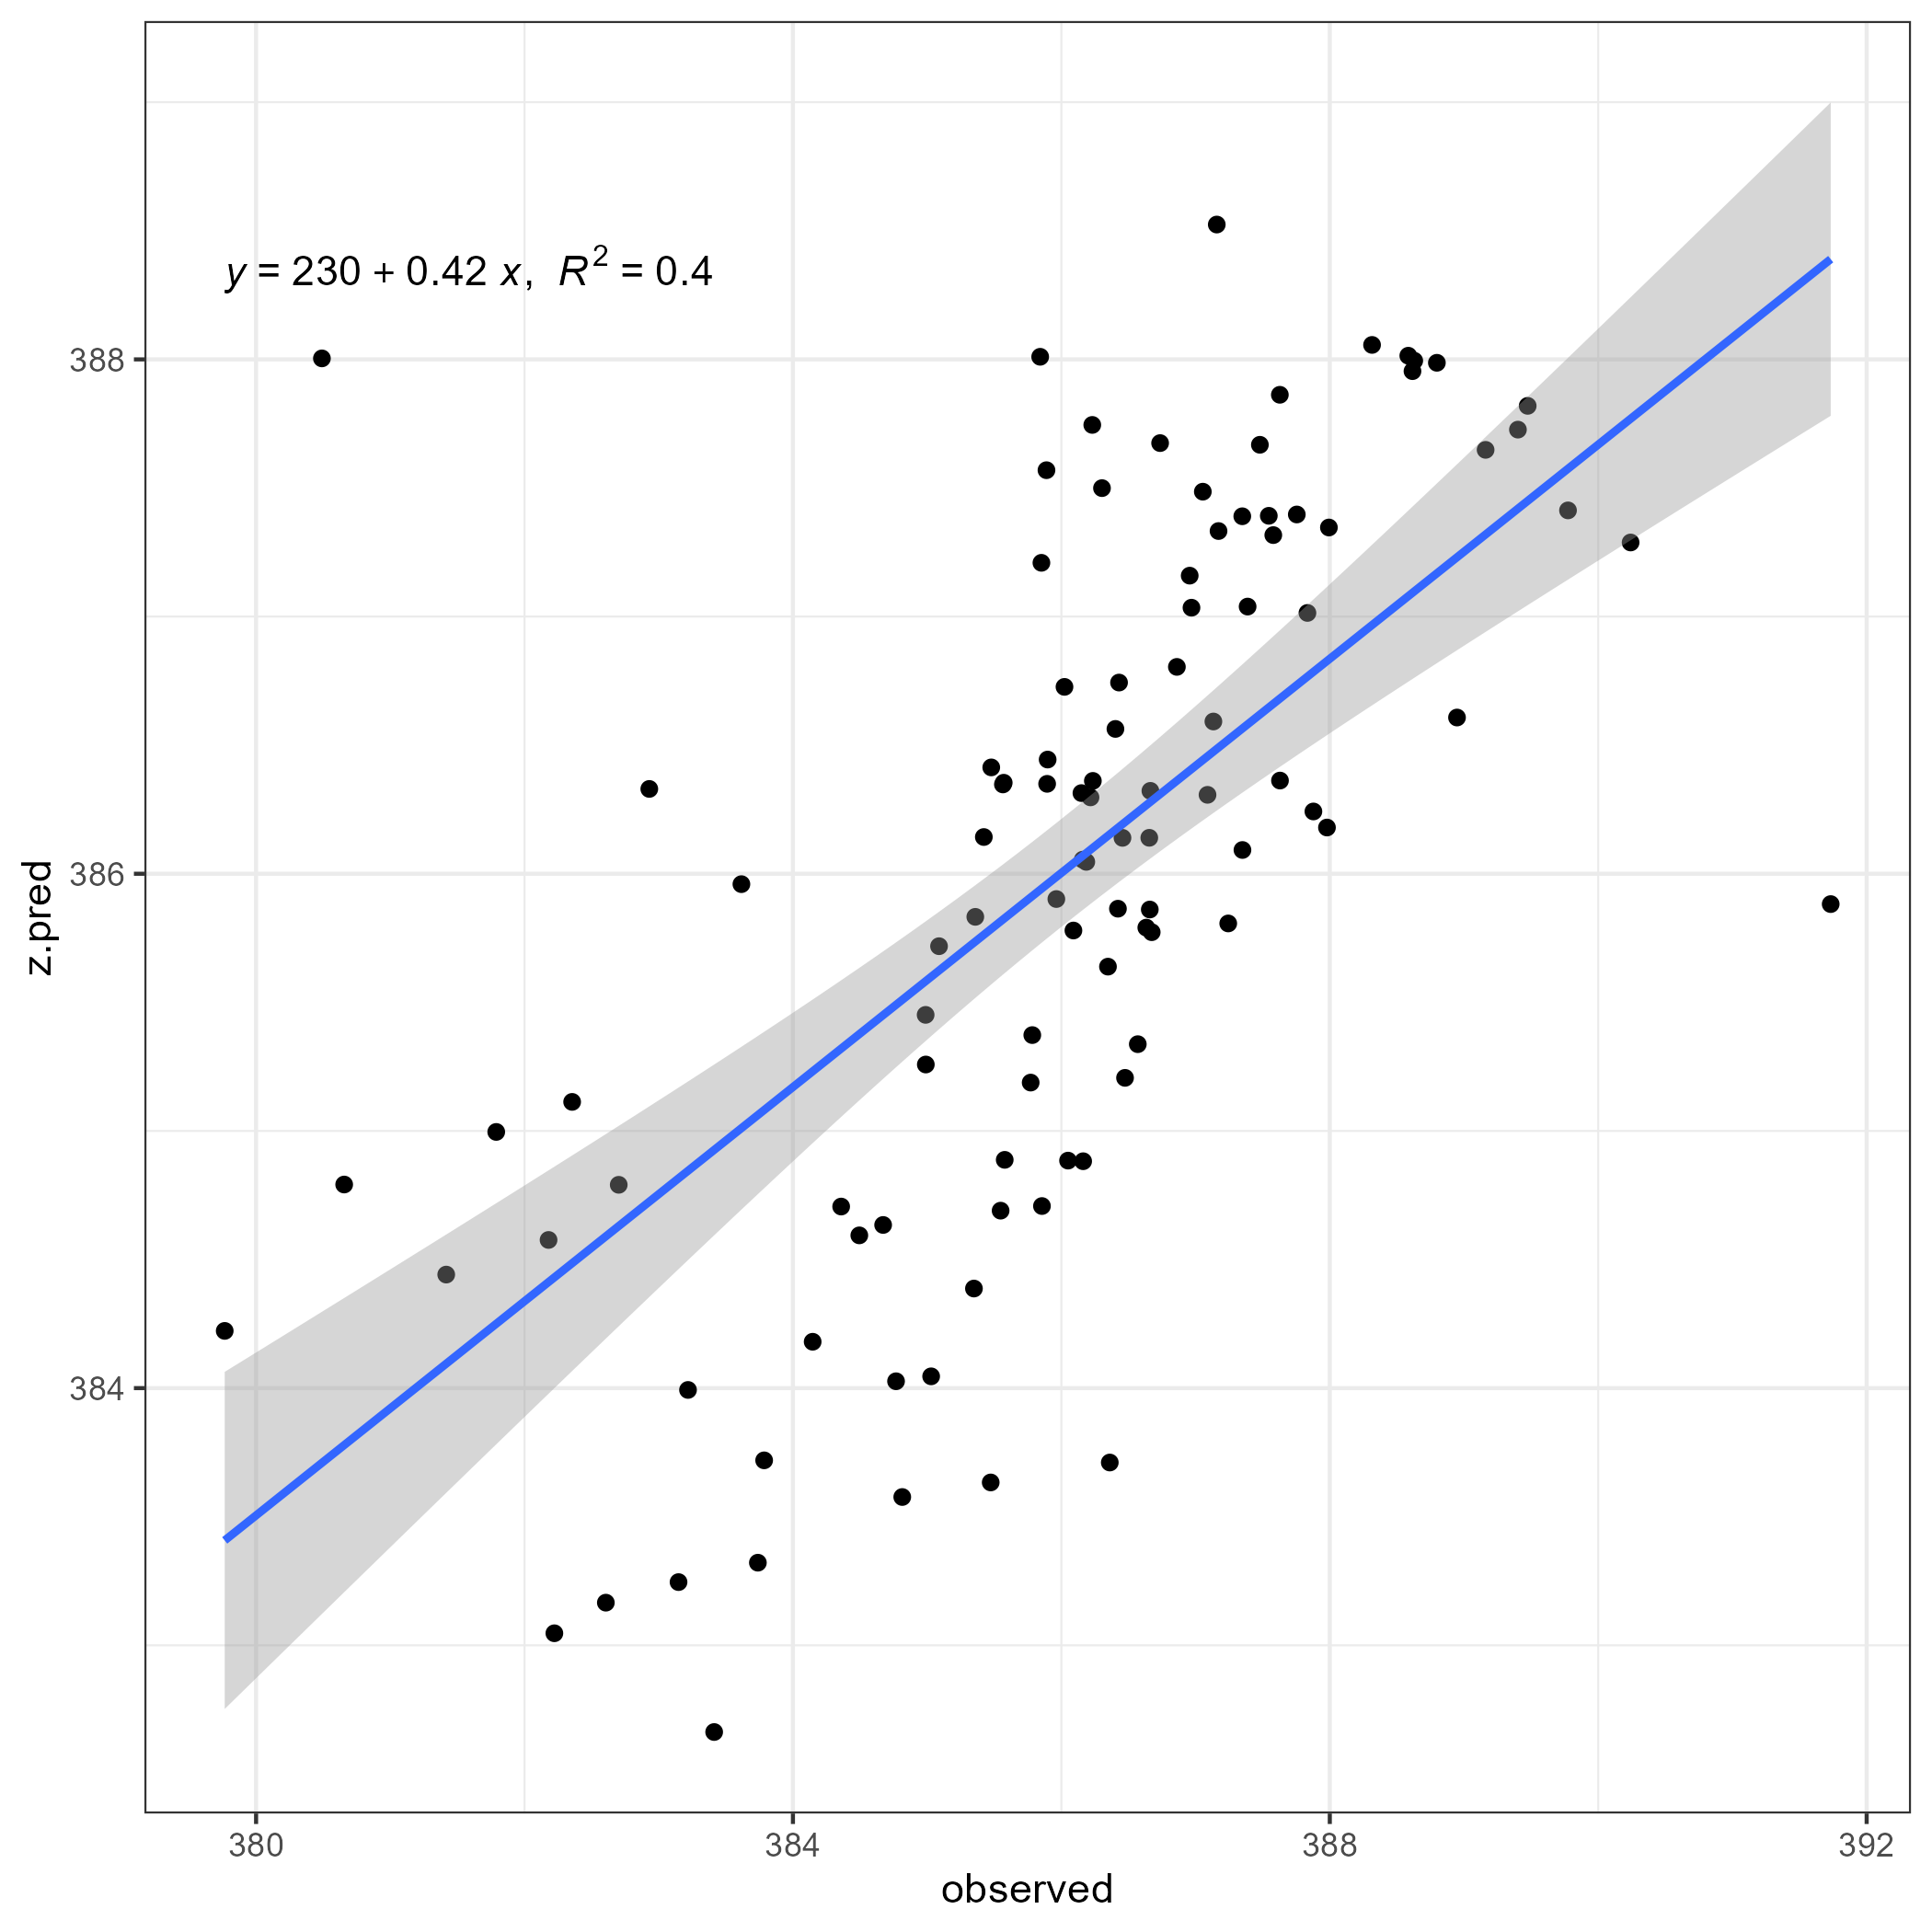 y = 230 + 0.42 x, R² = 0.4
388
386
384
z.pred
380 384 388 392
observed